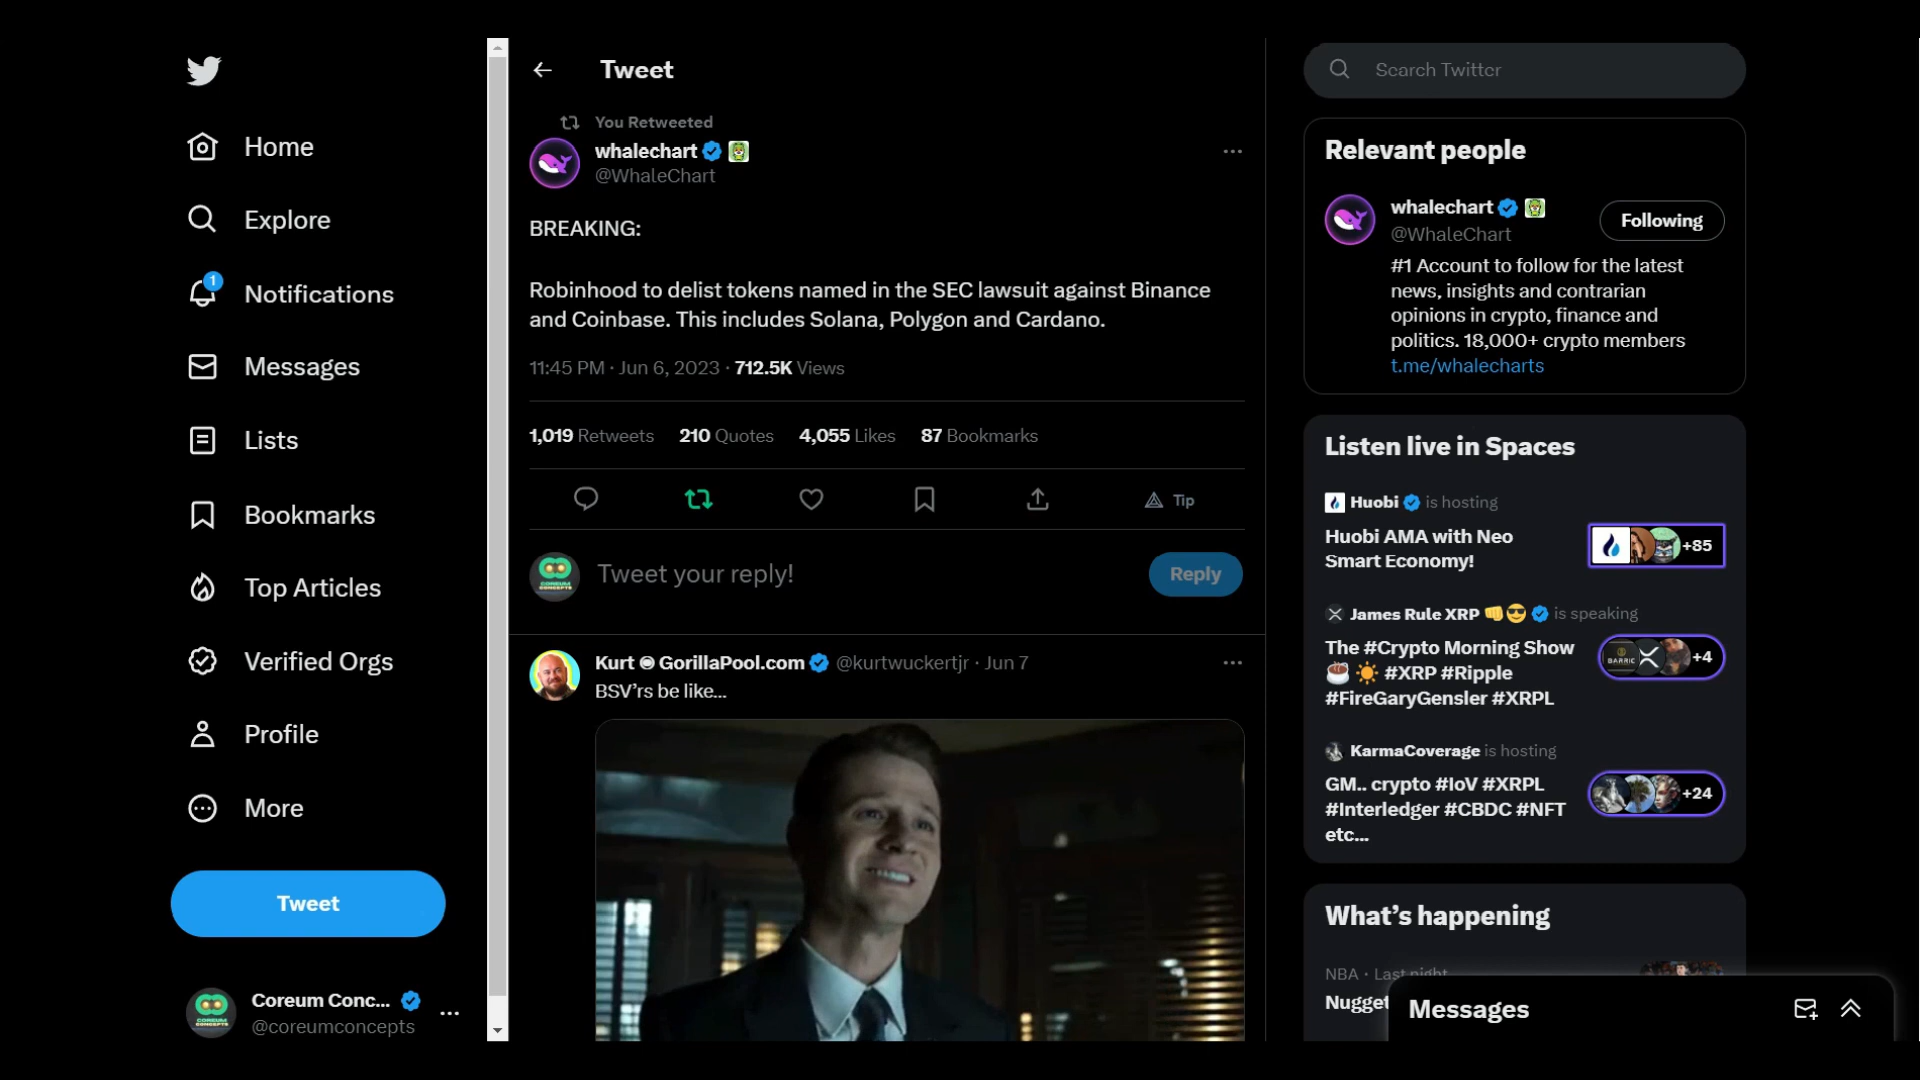 Home
Explore
1
Notifications
Messages
Lists
Bookmarks
Top Articles
Verified Orgs
Profile
More
Tweet
Coreum Conc...
@coreumconcepts
Tweet
You Retweeted
whalechart
@WhaleChart
BREAKING:
Robinhood to delist tokens named in the SEC lawsuit against Binance
and Coinbase. This includes Solana, Polygon and Cardano.
11:45 PM · Jun 6, 2023 · 712.5K Views
1,019 Retweets 210 Quotes 4,055 Likes 87 Bookmarks
Tip
Tweet your reply!
Reply
Kurt GorillaPool.com @kurtwuckertjr · Jun 7
BSV’rs be like...
Search Twitter
Relevant people
whalechart
@WhaleChart
Following
#1 Account to follow for the latest
news, insights and contrarian
opinions in crypto, finance and
politics. 18,000+ crypto members
t.me/whalecharts
Listen live in Spaces
Huobi is hosting
Huobi AMA with Neo
Smart Economy!
+85
James Rule XRP 👊😎 is speaking
The #Crypto Morning Show
☕ ☀️ #XRP #Ripple
#FireGaryGensler #XRPL
+4
KarmaCoverage is hosting
GM.. crypto #IoV #XRPL
#Interledger #CBDC #NFT
etc...
+24
What’s happening
NBA · Last night
Nugget
Messages